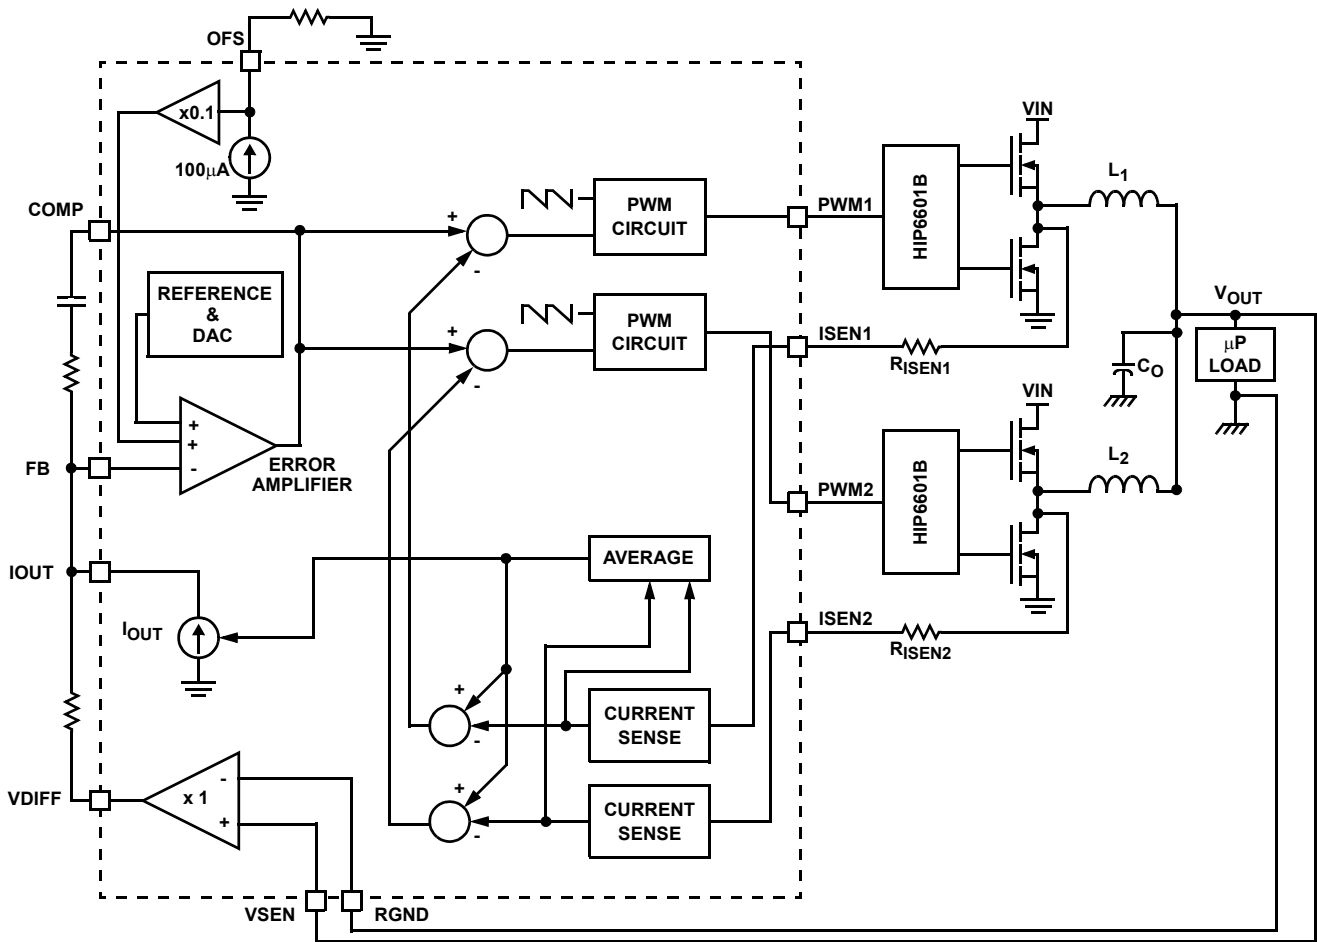 OFS
x0.1
100μA
VIN
L1
COMP
+
-
PWM
CIRCUIT
PWM1
HIP6601B
REFERENCE
&
DAC
+
-
PWM
CIRCUIT
ISEN1
RISEN1
VOUT
μP
LOAD
CO
VIN
+
+
-
FB
ERROR
AMPLIFIER
PWM2
HIP6601B
L2
IOUT
AVERAGE
IOUT
ISEN2
RISEN2
+
-
CURRENT
SENSE
VDIFF
x 1
-
+
+
-
CURRENT
SENSE
VSEN
RGND